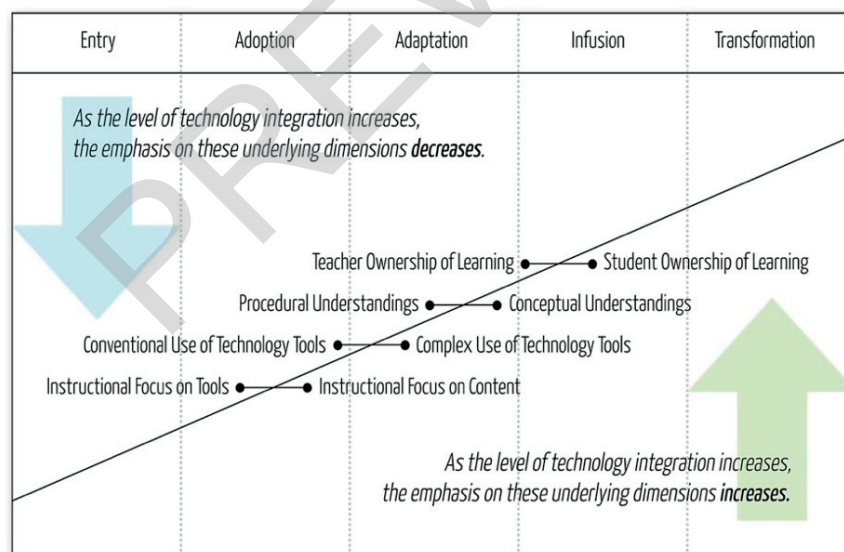 PREV
Entry Adoption Adaptation Infusion Transformation
As the level of technology integration increases,
the emphasis on these underlying dimensions decreases.
Teacher Ownership of Learning Student Ownership of Learning
Procedural Understandings Conceptual Understandings
Conventional Use of Technology Tools Complex Use of Technology Tools
Instructional Focus on Tools Instructional Focus on Content
As the level of technology integration increases,
the emphasis on these underlying dimensions increases.